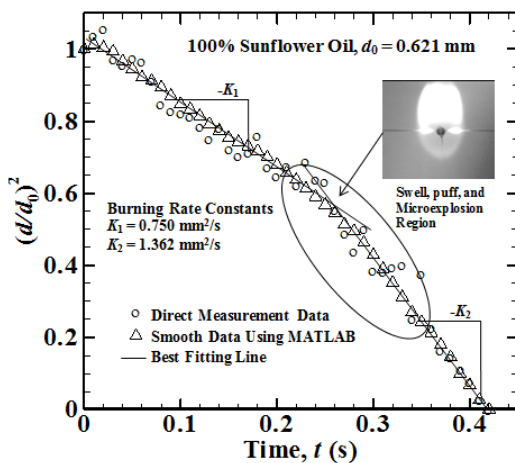 100% Sunflower Oil, d₀ = 0.621 mm
-K₁
Swell, puff, and
Microexplosion
Region
Burning Rate Constants
K₁ = 0.750 mm²/s
K₂ = 1.362 mm²/s
-K₂
Direct Measurement Data
Smooth Data Using MATLAB
Best Fitting Line
(d/d₀)²
1
0.8
0.6
0.4
0.2
0
0 0.1 0.2 0.3 0.4
Time, t (s)